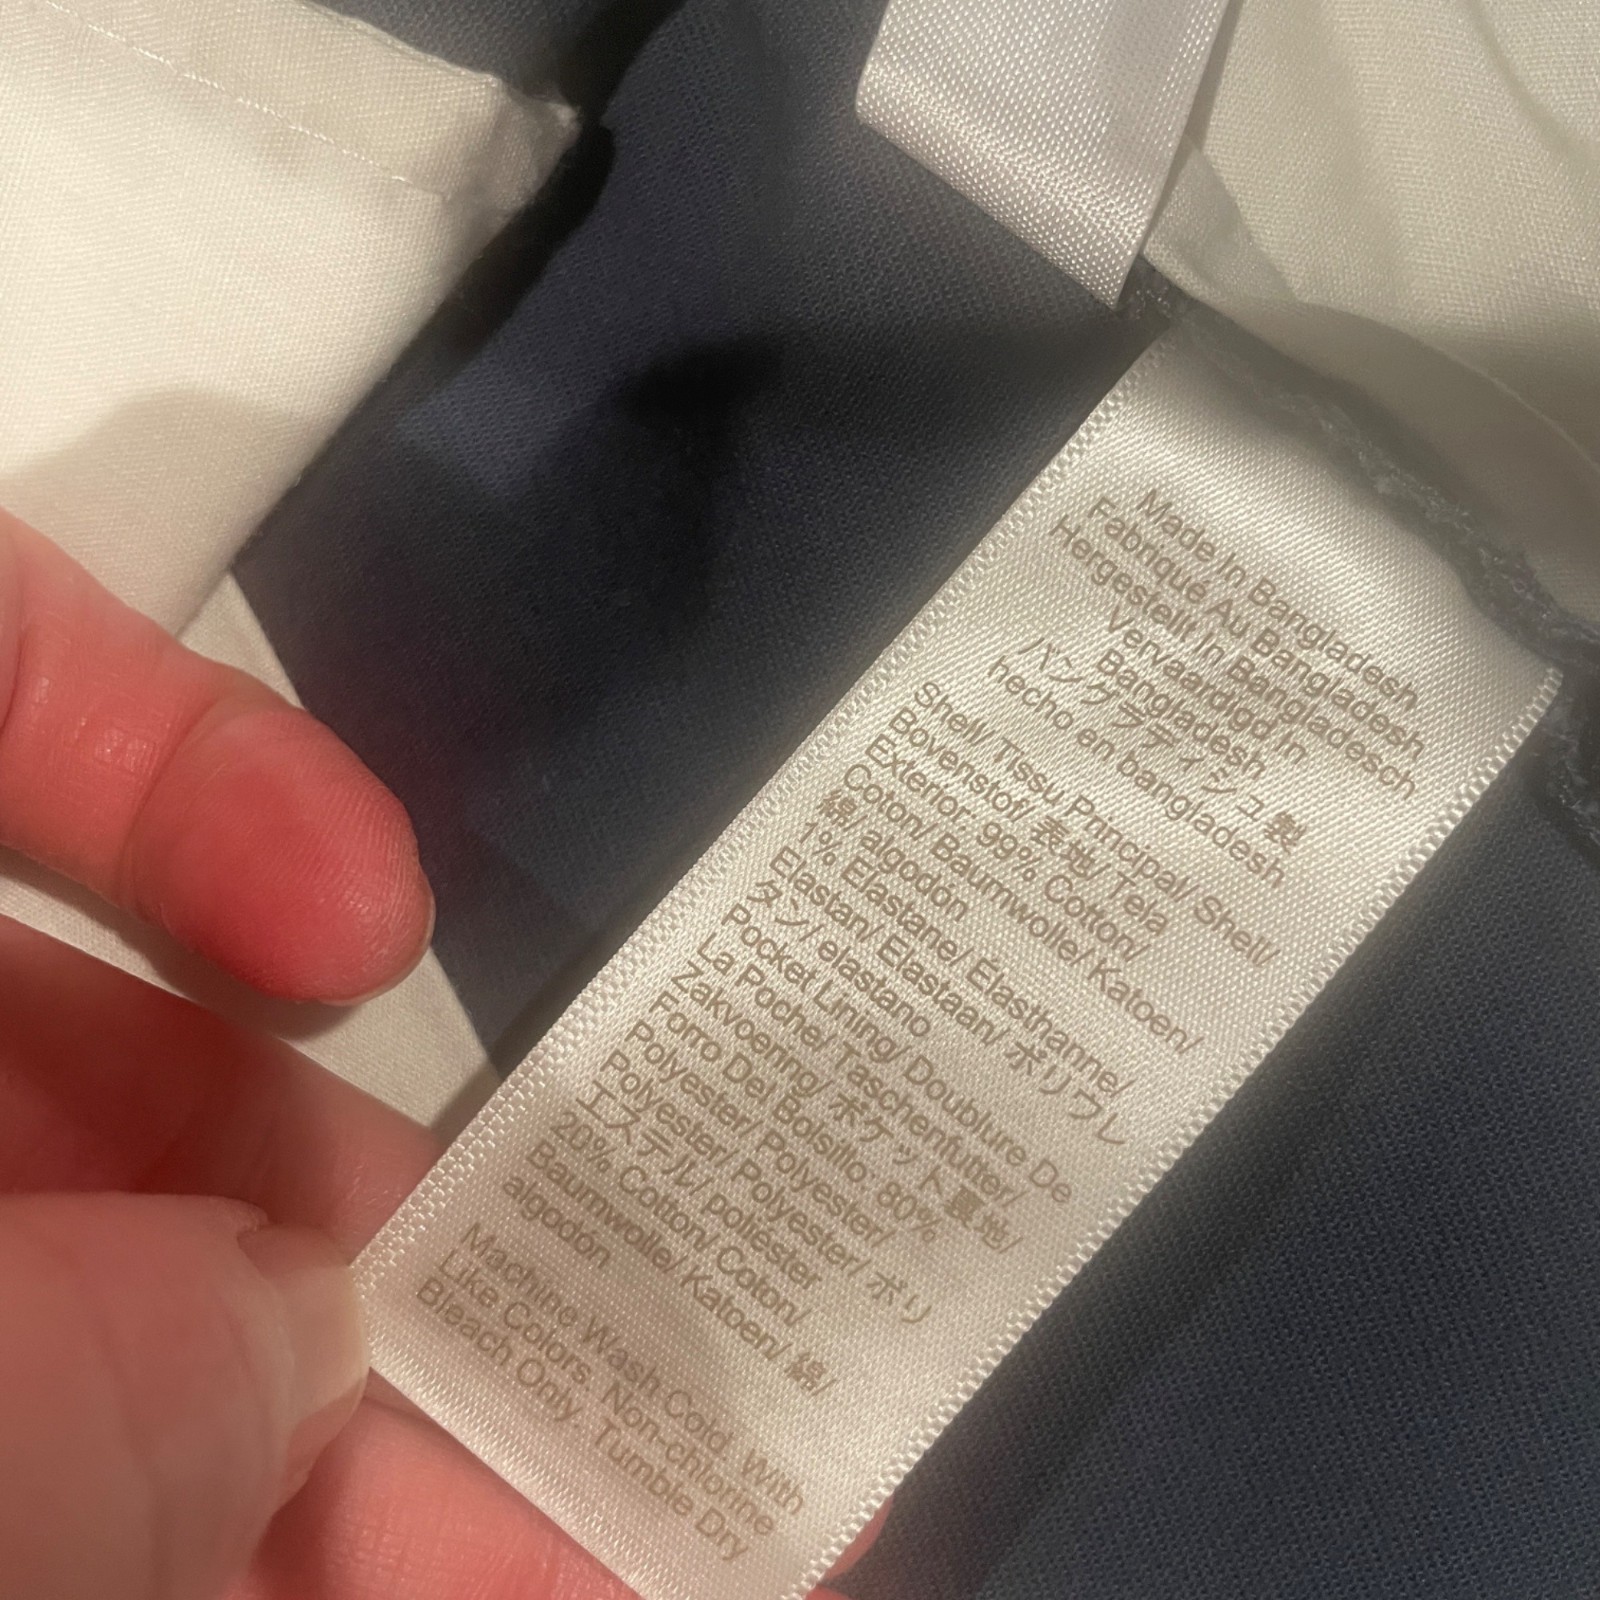 Made In Bangladesh
Fabriqué Au Bangladesh
Hergestellt In Bangladesch
Vervaardigd In
Bangladesh
バングラディシュ製
hecho en bangladesh
Shell/ Tissu Principal/ Shell/
Bovenstof/ 表地/ Tela
Exterior: 99% Cotton/
Coton/ Baumwolle/ Katoen/
綿/ algodón
1% Elastane/ Elasthanne/
Elastan/ Elastaan/ ポリウレ
タン/ elastano
Pocket Lining/ Doublure De
La Poche/ Taschenfutter/
Zakvoering/ ポケット裏地/
Forro Del Bolsillo: 80%
Polyester/ Polyester/
Polyester/ Polyester/ ポリ
エステル/ poliéster
20% Cotton/ Coton/
Baumwolle/ Katoen/ 綿/
algodón
Machine Wash Cold. With
Like Colors. Non-chlorine
Bleach Only. Tumble Dry